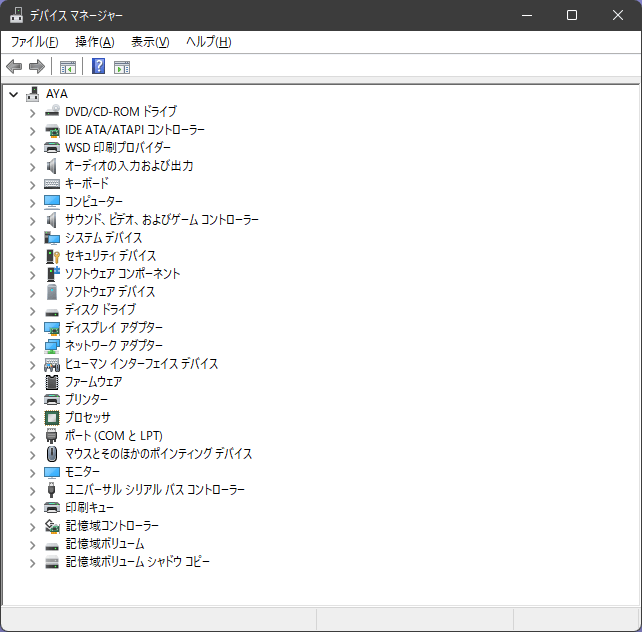 デバイス マネージャー
ファイル(F) 操作(A) 表示(V) ヘルプ(H)
AYA
DVD/CD-ROM ドライブ
IDE ATA/ATAPI コントローラー
WSD 印刷プロバイダー
オーディオの入力および出力
キーボード
コンピューター
サウンド、ビデオ、およびゲーム コントローラー
システム デバイス
セキュリティ デバイス
ソフトウェア コンポーネント
ソフトウェア デバイス
ディスク ドライブ
ディスプレイ アダプター
ネットワーク アダプター
ヒューマン インターフェイス デバイス
ファームウェア
プリンター
プロセッサ
ポート (COM と LPT)
マウスとそのほかのポインティング デバイス
モニター
ユニバーサル シリアル バス コントローラー
印刷キュー
記憶域コントローラー
記憶域ボリューム
記憶域ボリューム シャドウ コピー